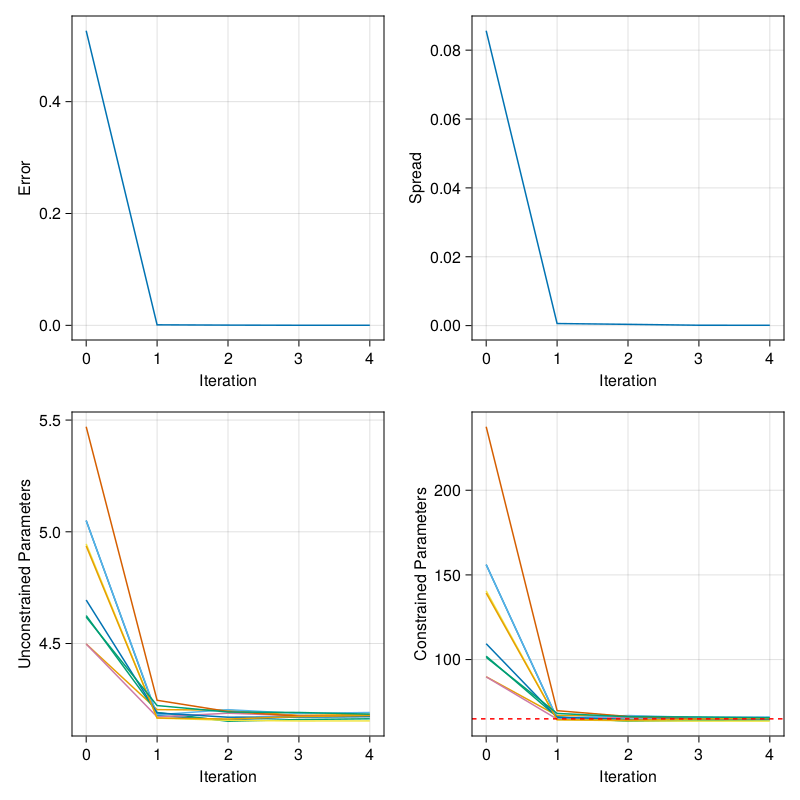 Error
0.4
0.2
0.0
0 1 2 3 4
Iteration
Spread
0.08
0.06
0.04
0.02
0.00
0 1 2 3 4
Iteration
Unconstrained Parameters
5.5
5.0
4.5
0 1 2 3 4
Iteration
Constrained Parameters
200
150
100
0 1 2 3 4
Iteration